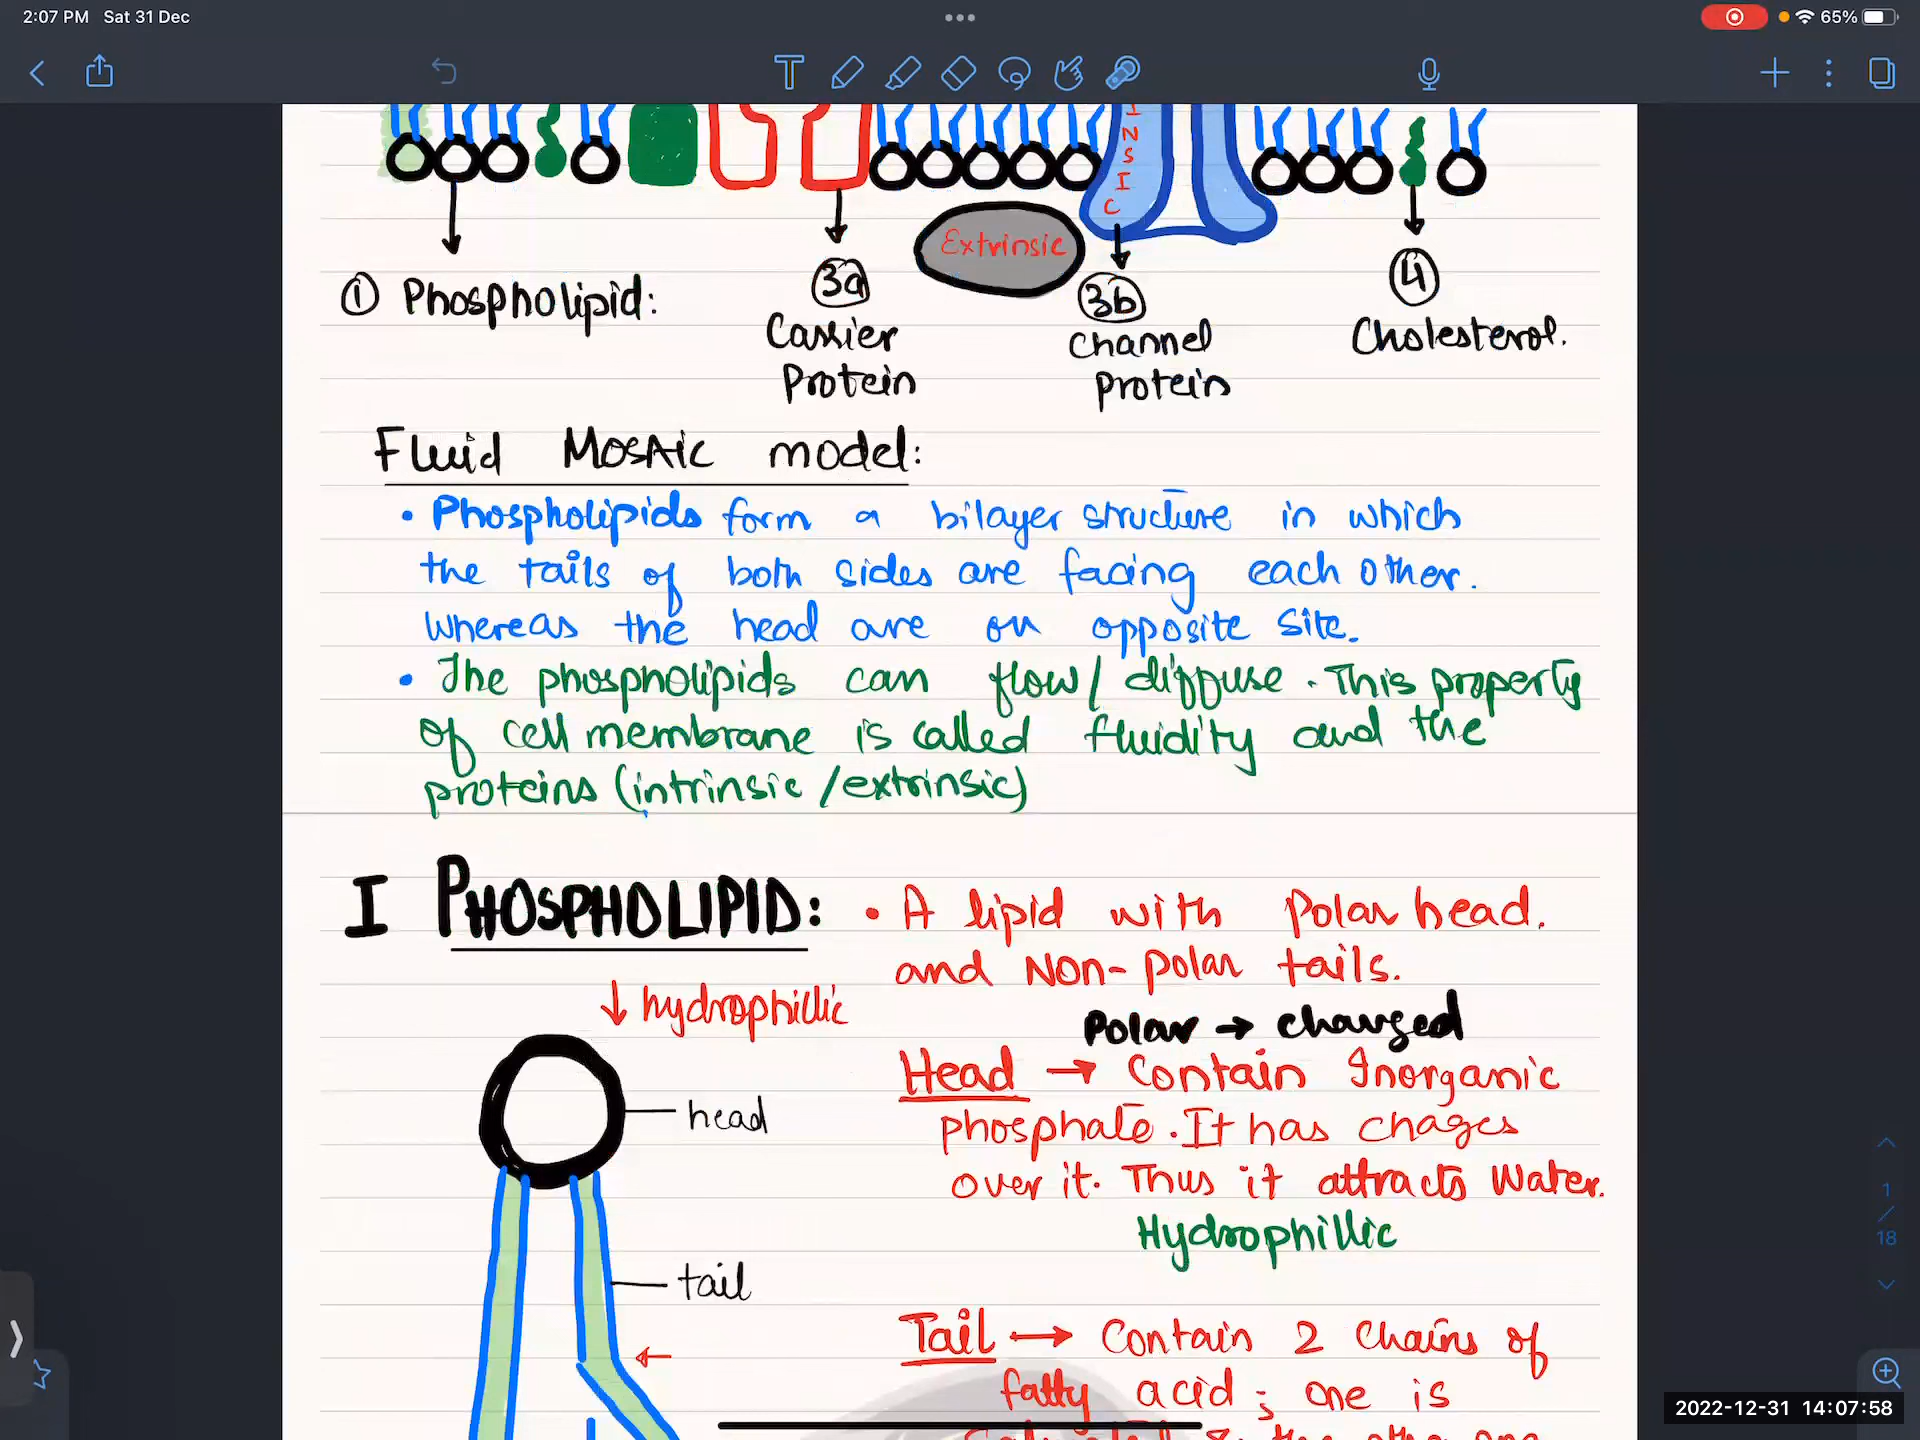 2:07 PM Sat 31 Dec
65%
INSIC
Extrinsic
① Phospholipid:
3a
Carrier
Protein
3b
Channel
protein
4
Cholesterol.
Fluid MosAic model:
• Phospholipids form a bilayer structure in which
the tails of both sides are facing each other.
Whereas the head are on opposite site.
• The phospholipids can flow/ diffuse. This property
of cell membrane is called fluidity and the
proteins (intrinsic /extrinsic)
I PHOSPHOLIPID:
• A lipid with Polar head.
and Non-polar tails.
↓ hydrophillic
Polar → charged
Head → Contain Inorganic
phosphate. It has chages
over it. Thus it attracts Water.
Hydrophillic
head
tail
Tail → Contain 2 Chains of
fatty acid; one is
1
/
18
2022-12-31 14:07:58